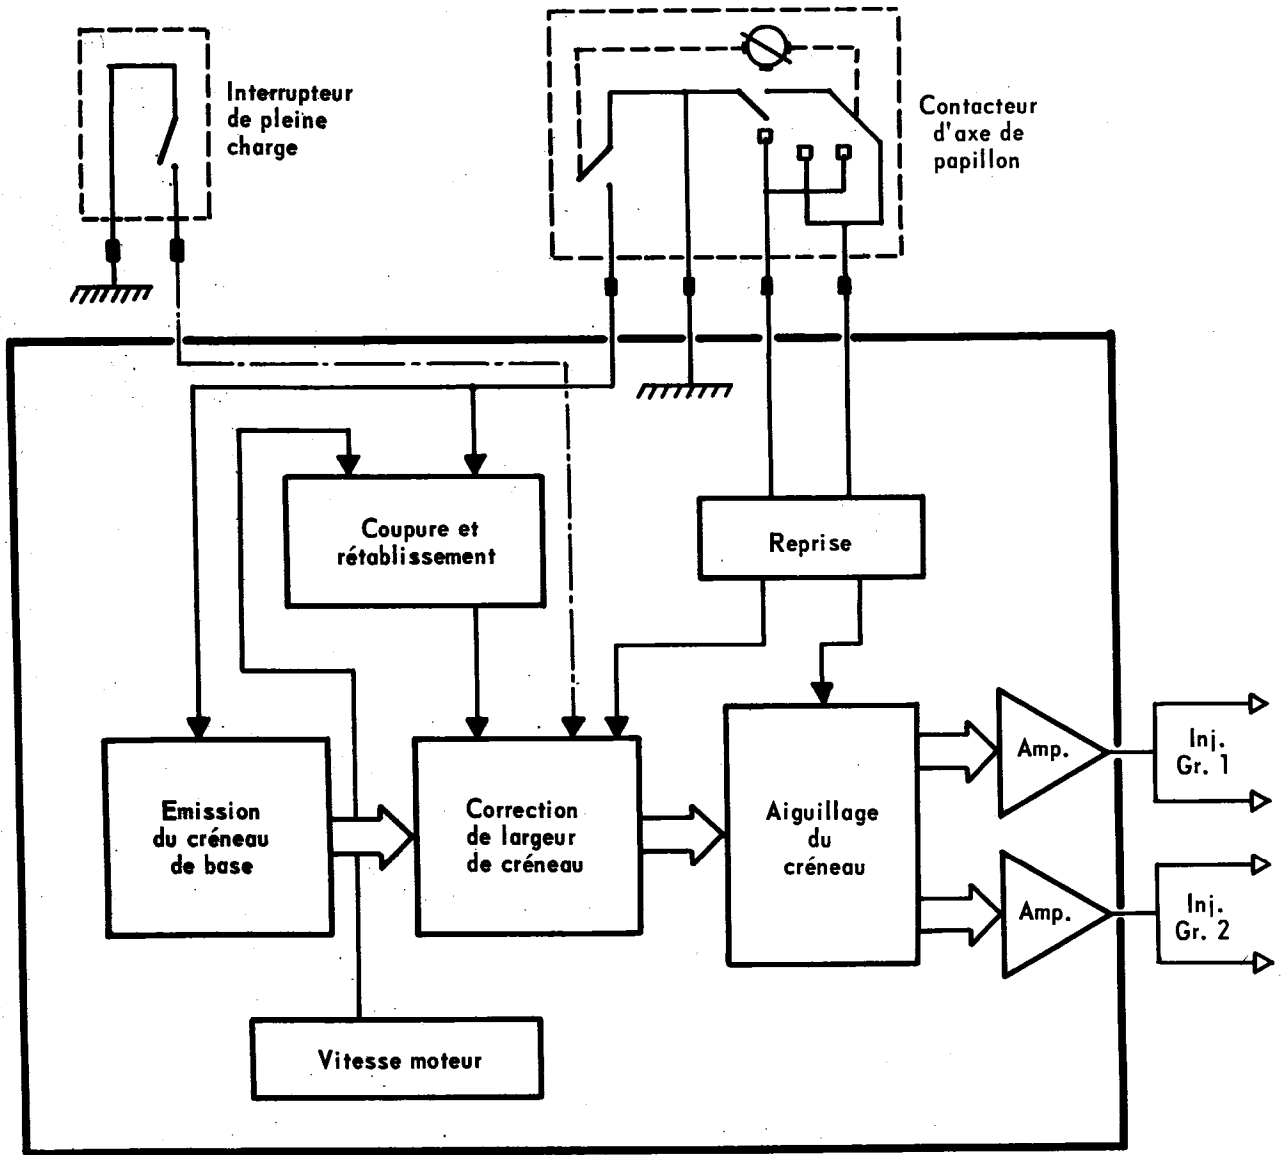 Interrupteur
de pleine
charge
Contacteur
d'axe de
papillon
Coupure et
rétablissement
Reprise
Emission
du créneau
de base
Correction
de largeur
de créneau
Aiguillage
du
créneau
Amp.
Inj.
Gr. 1
Amp.
Inj.
Gr. 2
Vitesse moteur